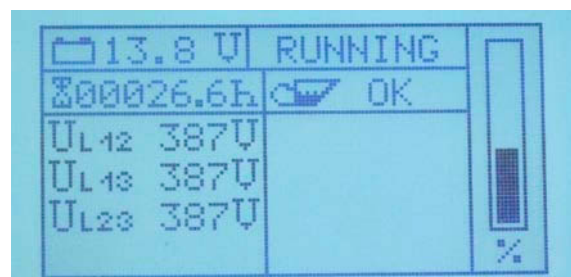 13.8 V RUNNING
00026.6h OK
UL12 387V
UL13 387V
UL23 387V
%